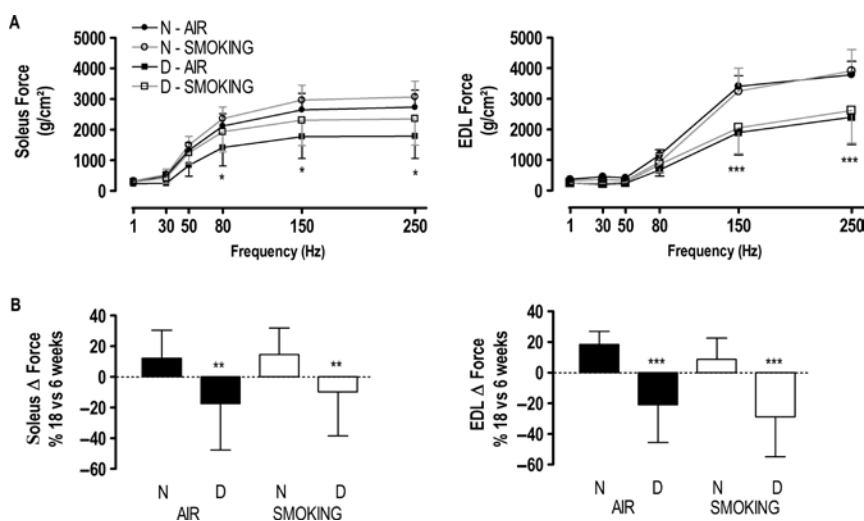 A
N - AIR
N - SMOKING
D - AIR
D - SMOKING
Soleus Force
(g/cm²)
5000
4000
3000
2000
1000
0
* * *
1 30 50 80 150 250
Frequency (Hz)
EDL Force
(g/cm²)
5000
4000
3000
2000
1000
0
*** ***
1 30 50 80 150 250
Frequency (Hz)
B
Soleus Δ Force
% 18 vs 6 weeks
40
20
0
–20
–40
–60
** **
N D N D
AIR SMOKING
EDL Δ Force
% 18 vs 6 weeks
40
20
0
–20
–40
–60
*** ***
N D N D
AIR SMOKING